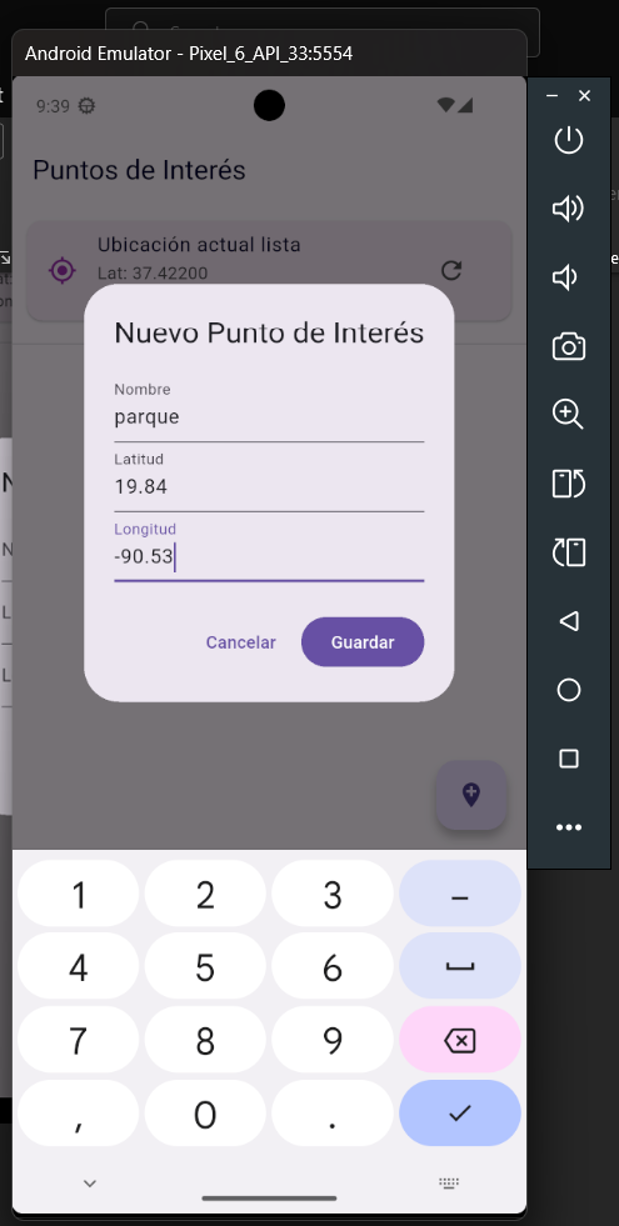 Android Emulator - Pixel_6_API_33:5554
9:39
Puntos de Interés
Ubicación actual lista
Lat: 37.42200
Nuevo Punto de Interés
Nombre
parque
Latitud
19.84
Longitud
-90.53
Cancelar
Guardar
1 2 3 –
4 5 6
7 8 9
, 0 .